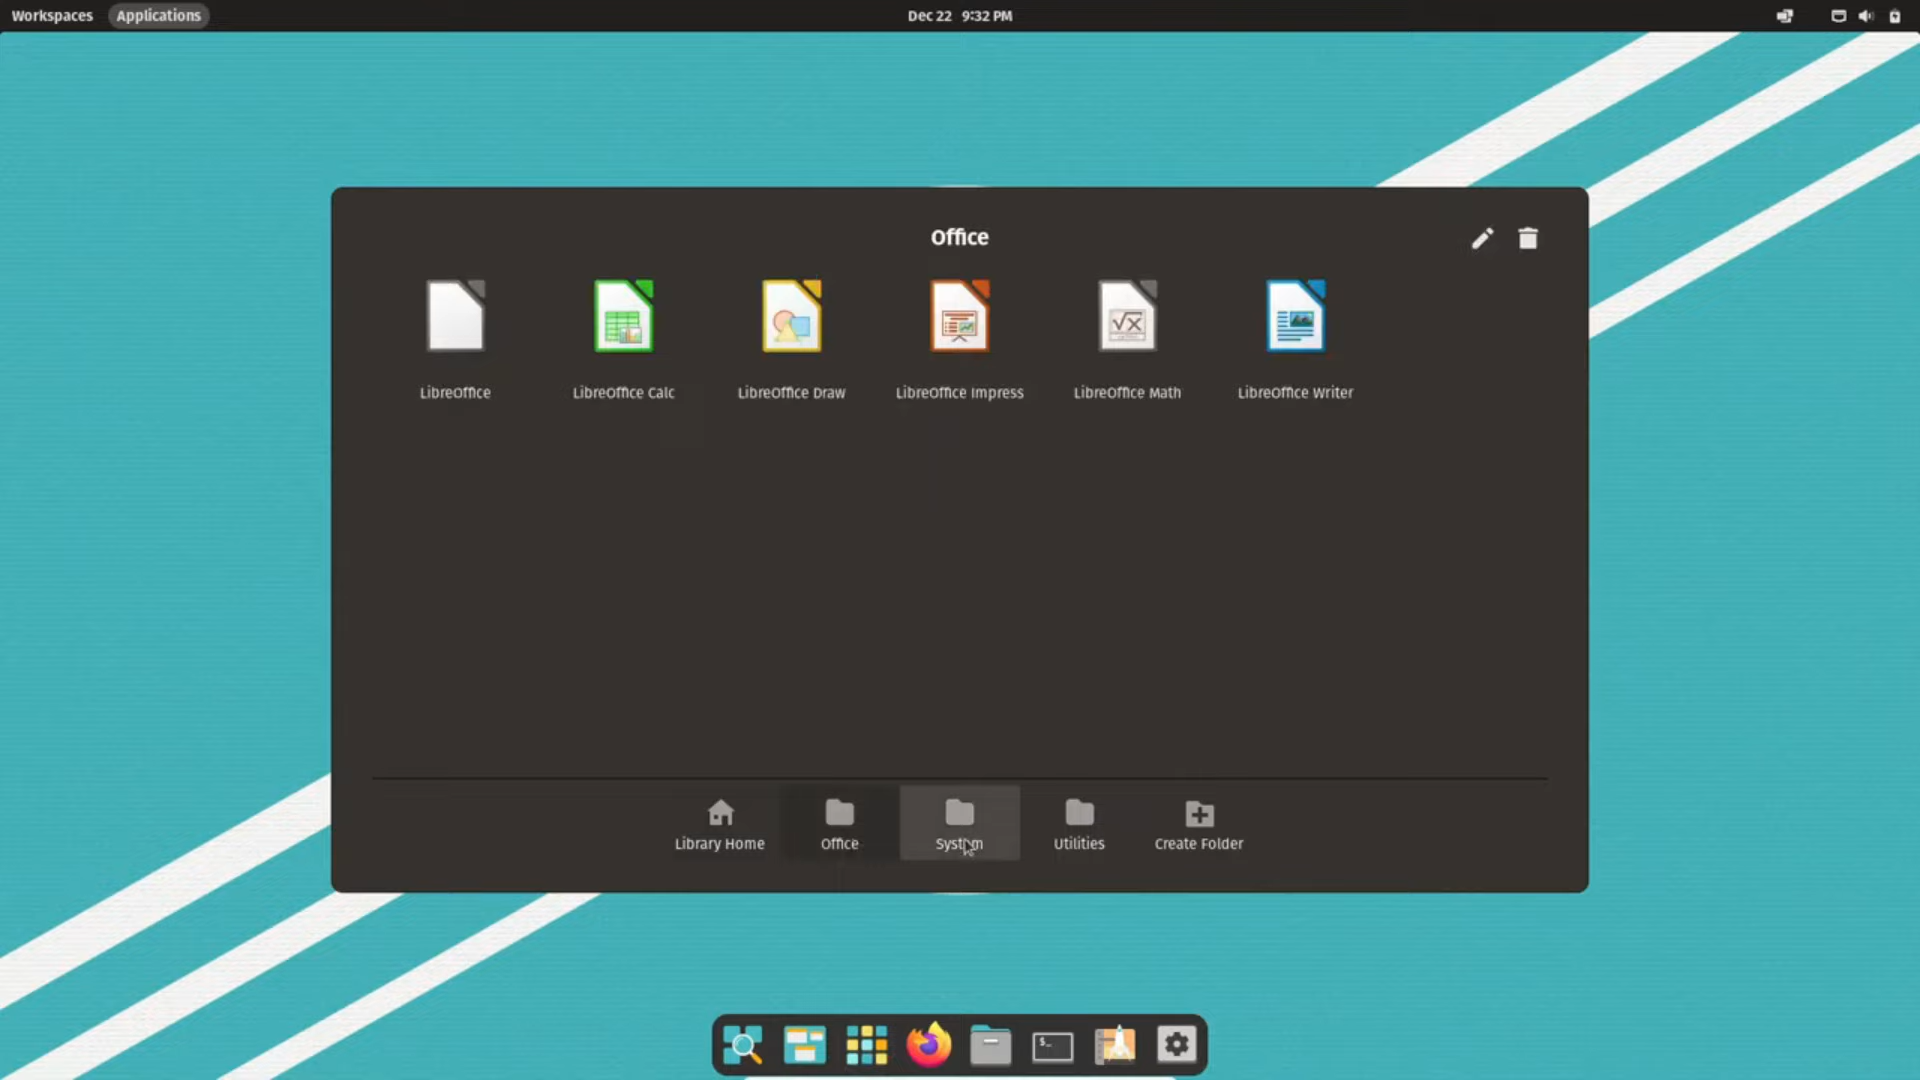 Workspaces Applications Dec 22 9:32 PM
Office
LibreOffice LibreOffice Calc LibreOffice Draw LibreOffice Impress LibreOffice Math LibreOffice Writer
√x
Library Home Office System Utilities Create Folder
$_